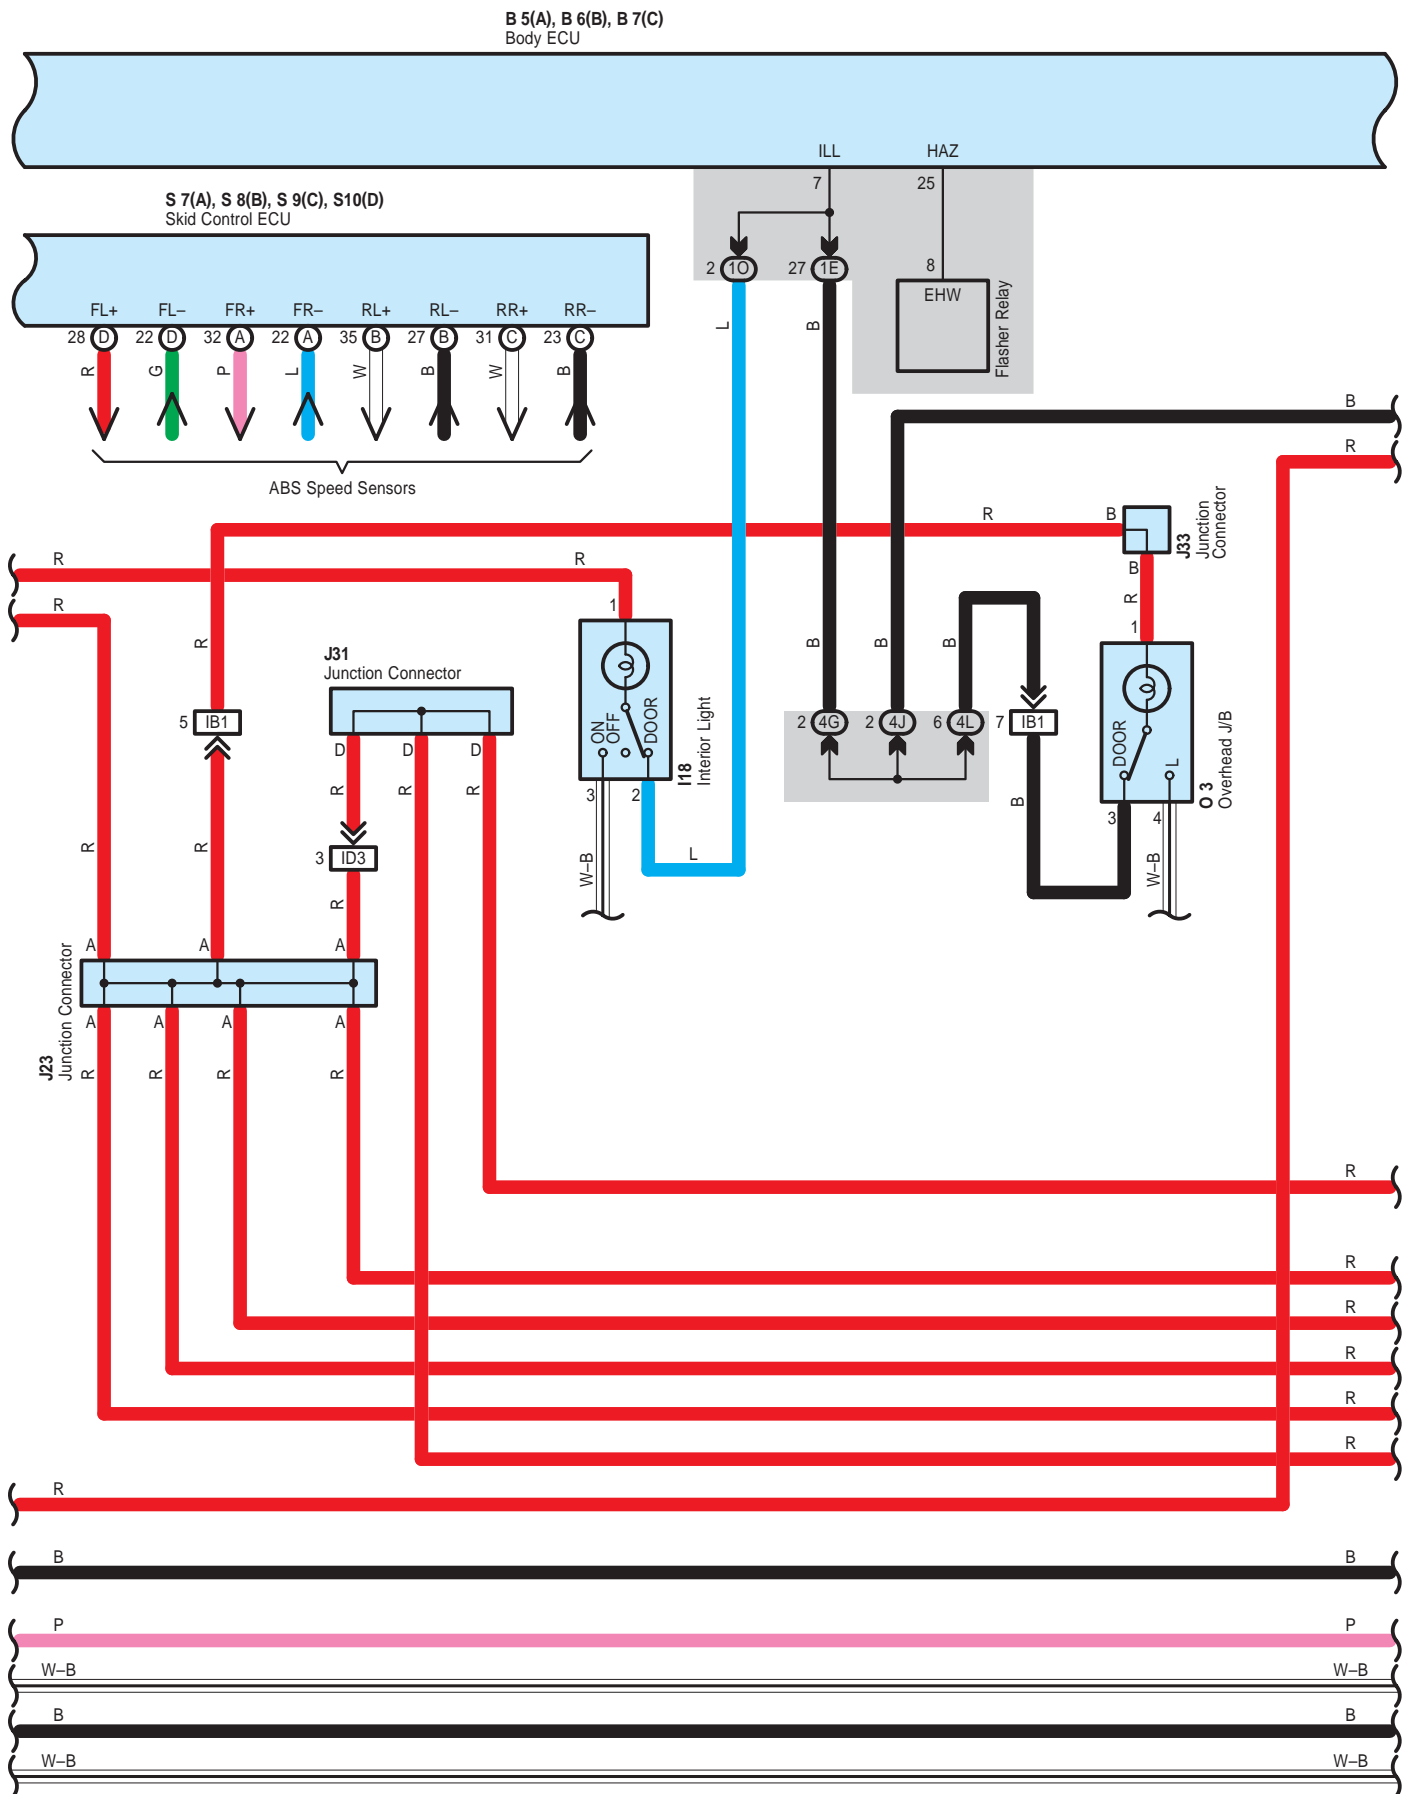 B 5(A), B 6(B), B 7(C)
Body ECU
ILL HAZ
7 25
S 7(A), S 8(B), S 9(C), S10(D)
Skid Control ECU
2 1O 27 1E 8
EHW
Flasher Relay
FL+ FL– FR+ FR– RL+ RL– RR+ RR–
28 D 22 D 32 A 22 A 35 B 27 B 31 C 23 C
R G P L W B W B
L B
ABS Speed Sensors
B
R
R B
J33
Junction
Connector
R R
B
R
R
1
1
R
B B B
J31
Junction Connector
ON
OFF
DOOR
I18
Interior Light
5 IB1
2 4G 2 4J 6 4L 7 IB1
DOOR
L
O 3
Overhead J/B
D D D
R R R
3 2
B
3 4
R R
3 ID3
L
W–B
W–B
R
A A A
J23
Junction Connector
A A A A
R R R R
R
R
R
R
R
R
R
B B
P P
W–B W–B
B B
W–B W–B